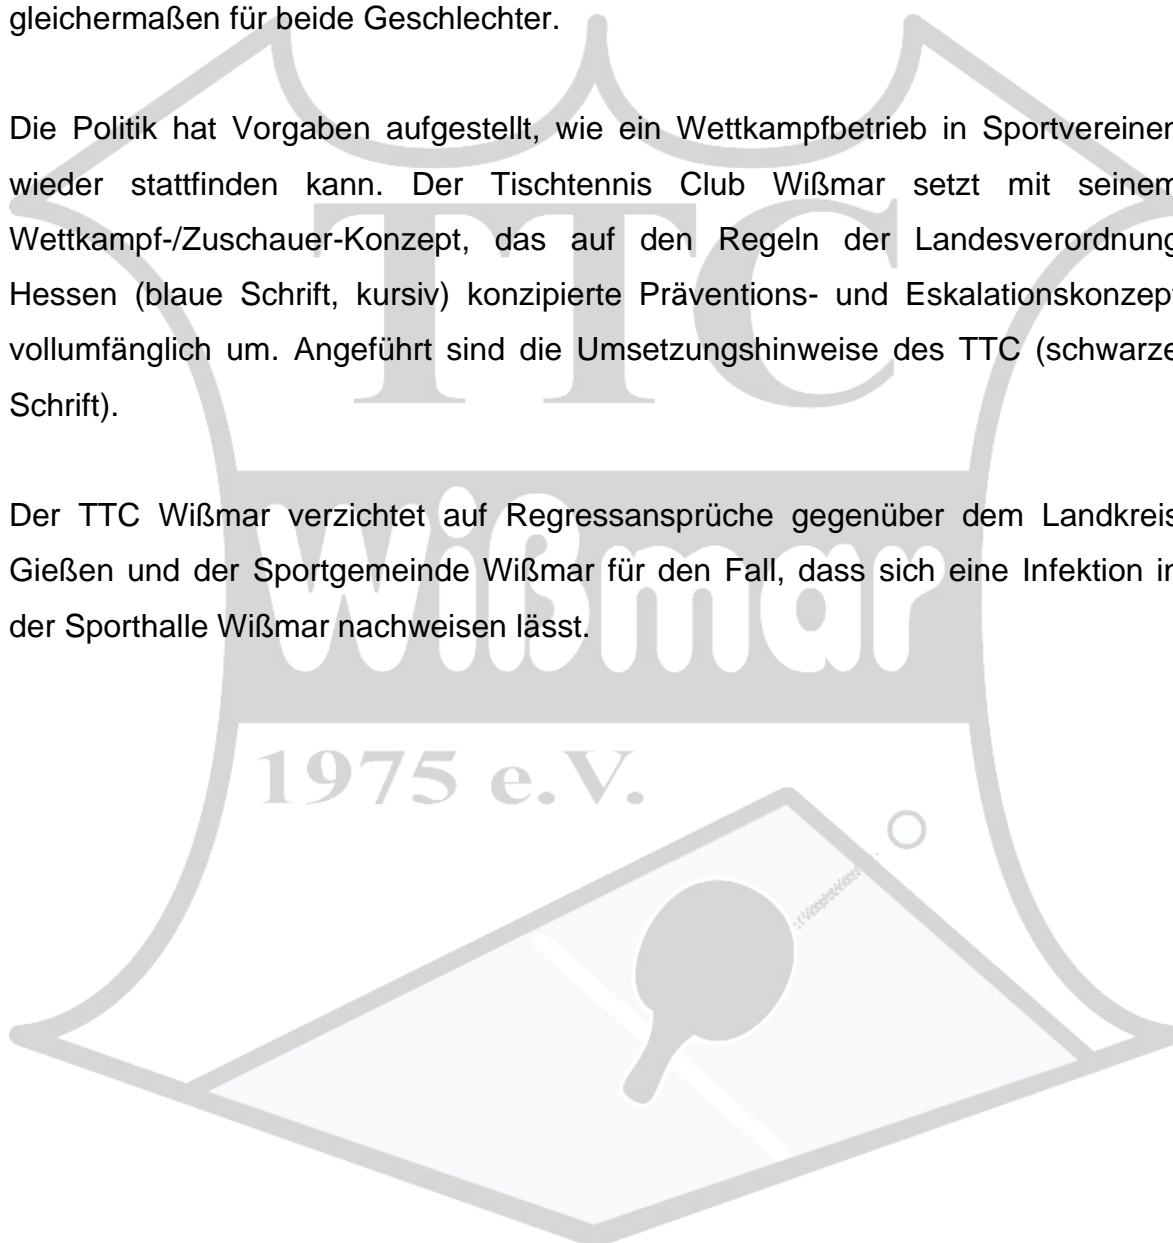 gleichermaßen für beide Geschlechter.
Die Politik hat Vorgaben aufgestellt, wie ein Wettkampfbetrieb in Sportvereinen
wieder stattfinden kann. Der Tischtennis Club Wißmar setzt mit seinem
Wettkampf-/Zuschauer-Konzept, das auf den Regeln der Landesverordnung
Hessen (blaue Schrift, kursiv) konzipierte Präventions- und Eskalationskonzept
vollumfänglich um. Angeführt sind die Umsetzungshinweise des TTC (schwarze
Schrift).
Der TTC Wißmar verzichtet auf Regressansprüche gegenüber dem Landkreis
Gießen und der Sportgemeinde Wißmar für den Fall, dass sich eine Infektion in
der Sporthalle Wißmar nachweisen lässt.
TTC
Wißmar
1975 e.V.